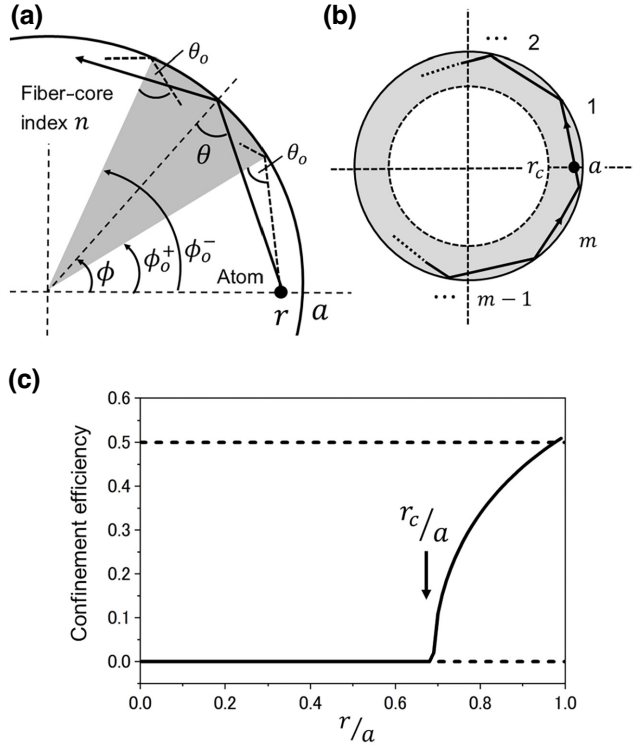 (a)
θₒ
Fiber–core
index n
θ
θₒ
ϕ
ϕₒ⁺
ϕₒ⁻
Atom
r
a
(b)
··· 2
1
r꜀ a
m
··· m − 1
(c)
Confinement efficiency
0.6
0.5
0.4
0.3
0.2
0.1
0.0
r꜀/a
0.0 0.2 0.4 0.6 0.8 1.0
r/a